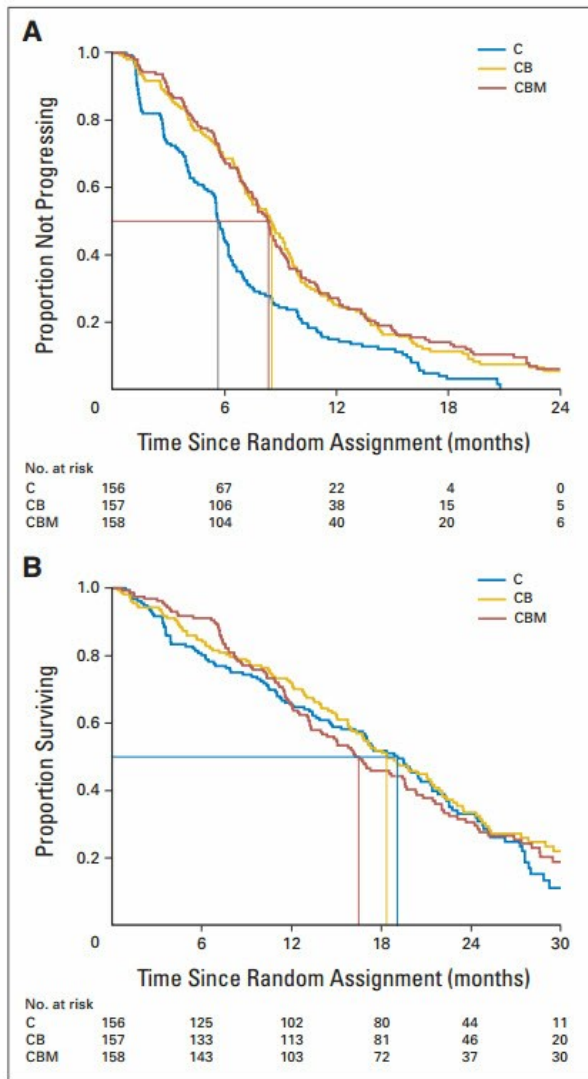 A
C
CB
CBM
1.0
0.8
0.6
0.4
0.2
Proportion Not Progressing
0 6 12 18 24
Time Since Random Assignment (months)
No. at risk
C 156 67 22 4 0
CB 157 106 38 15 5
CBM 158 104 40 20 6
B
C
CB
CBM
1.0
0.8
0.6
0.4
0.2
Proportion Surviving
0 6 12 18 24 30
Time Since Random Assignment (months)
No. at risk
C 156 125 102 80 44 11
CB 157 133 113 81 46 20
CBM 158 143 103 72 37 30